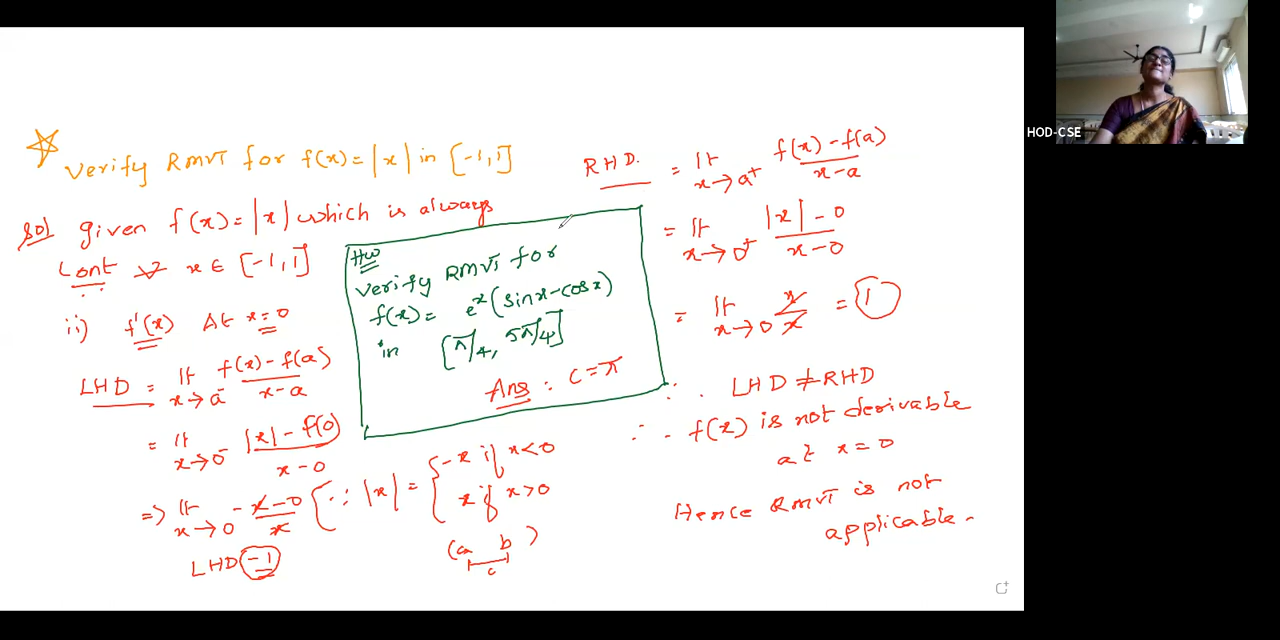 Verify RMVT for f(x) = |x| in [-1,1]
Sol Given f(x) = |x| which is always
Cont ∀ x ∈ [-1,1]
∵
ii) f'(x) At x=0
LHD = lt x→a⁻ f(x)-f(a)/x-a
= lt x→0⁻ |x|-f(0)/x-0
=> lt x→0 -x-0/x {∵ |x| = { -x if x<0
x if x>0
LHD -1
(a b)
c
HW
Verify RMVT for
f(x) = eˣ(sinx-cosx)
in [π/4, 5π/4]
Ans: c=π
RHD. = lt x→a⁺ f(x)-f(a)/x-a
= lt x→0⁺ |x|-0/x-0
= lt x→0 x/x = 1
∴ LHD ≠ RHD
∴ f(x) is not derivable
at x=0
Hence RMVT is not
applicable.
HOD-CSE